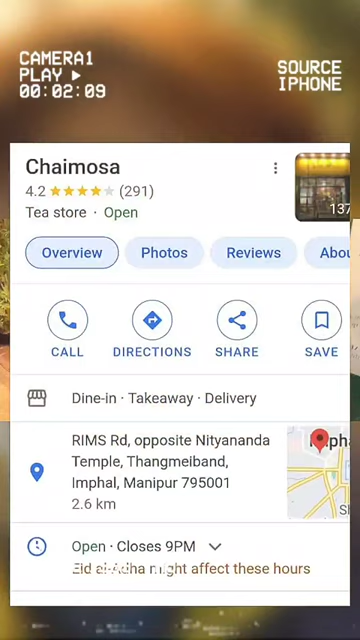 CAMERA1
PLAY ▶
00:02:09
SOURCE
IPHONE
Chaimosa
4.2 ★★★★★ (291)
Tea store · Open
137
Overview
Photos
Reviews
Abou
CALL
DIRECTIONS
SHARE
SAVE
Dine-in · Takeaway · Delivery
RIMS Rd, opposite Nityananda
Temple, Thangmeiband,
Imphal, Manipur 795001
2.6 km
Open · Closes 9PM
might affect these hours